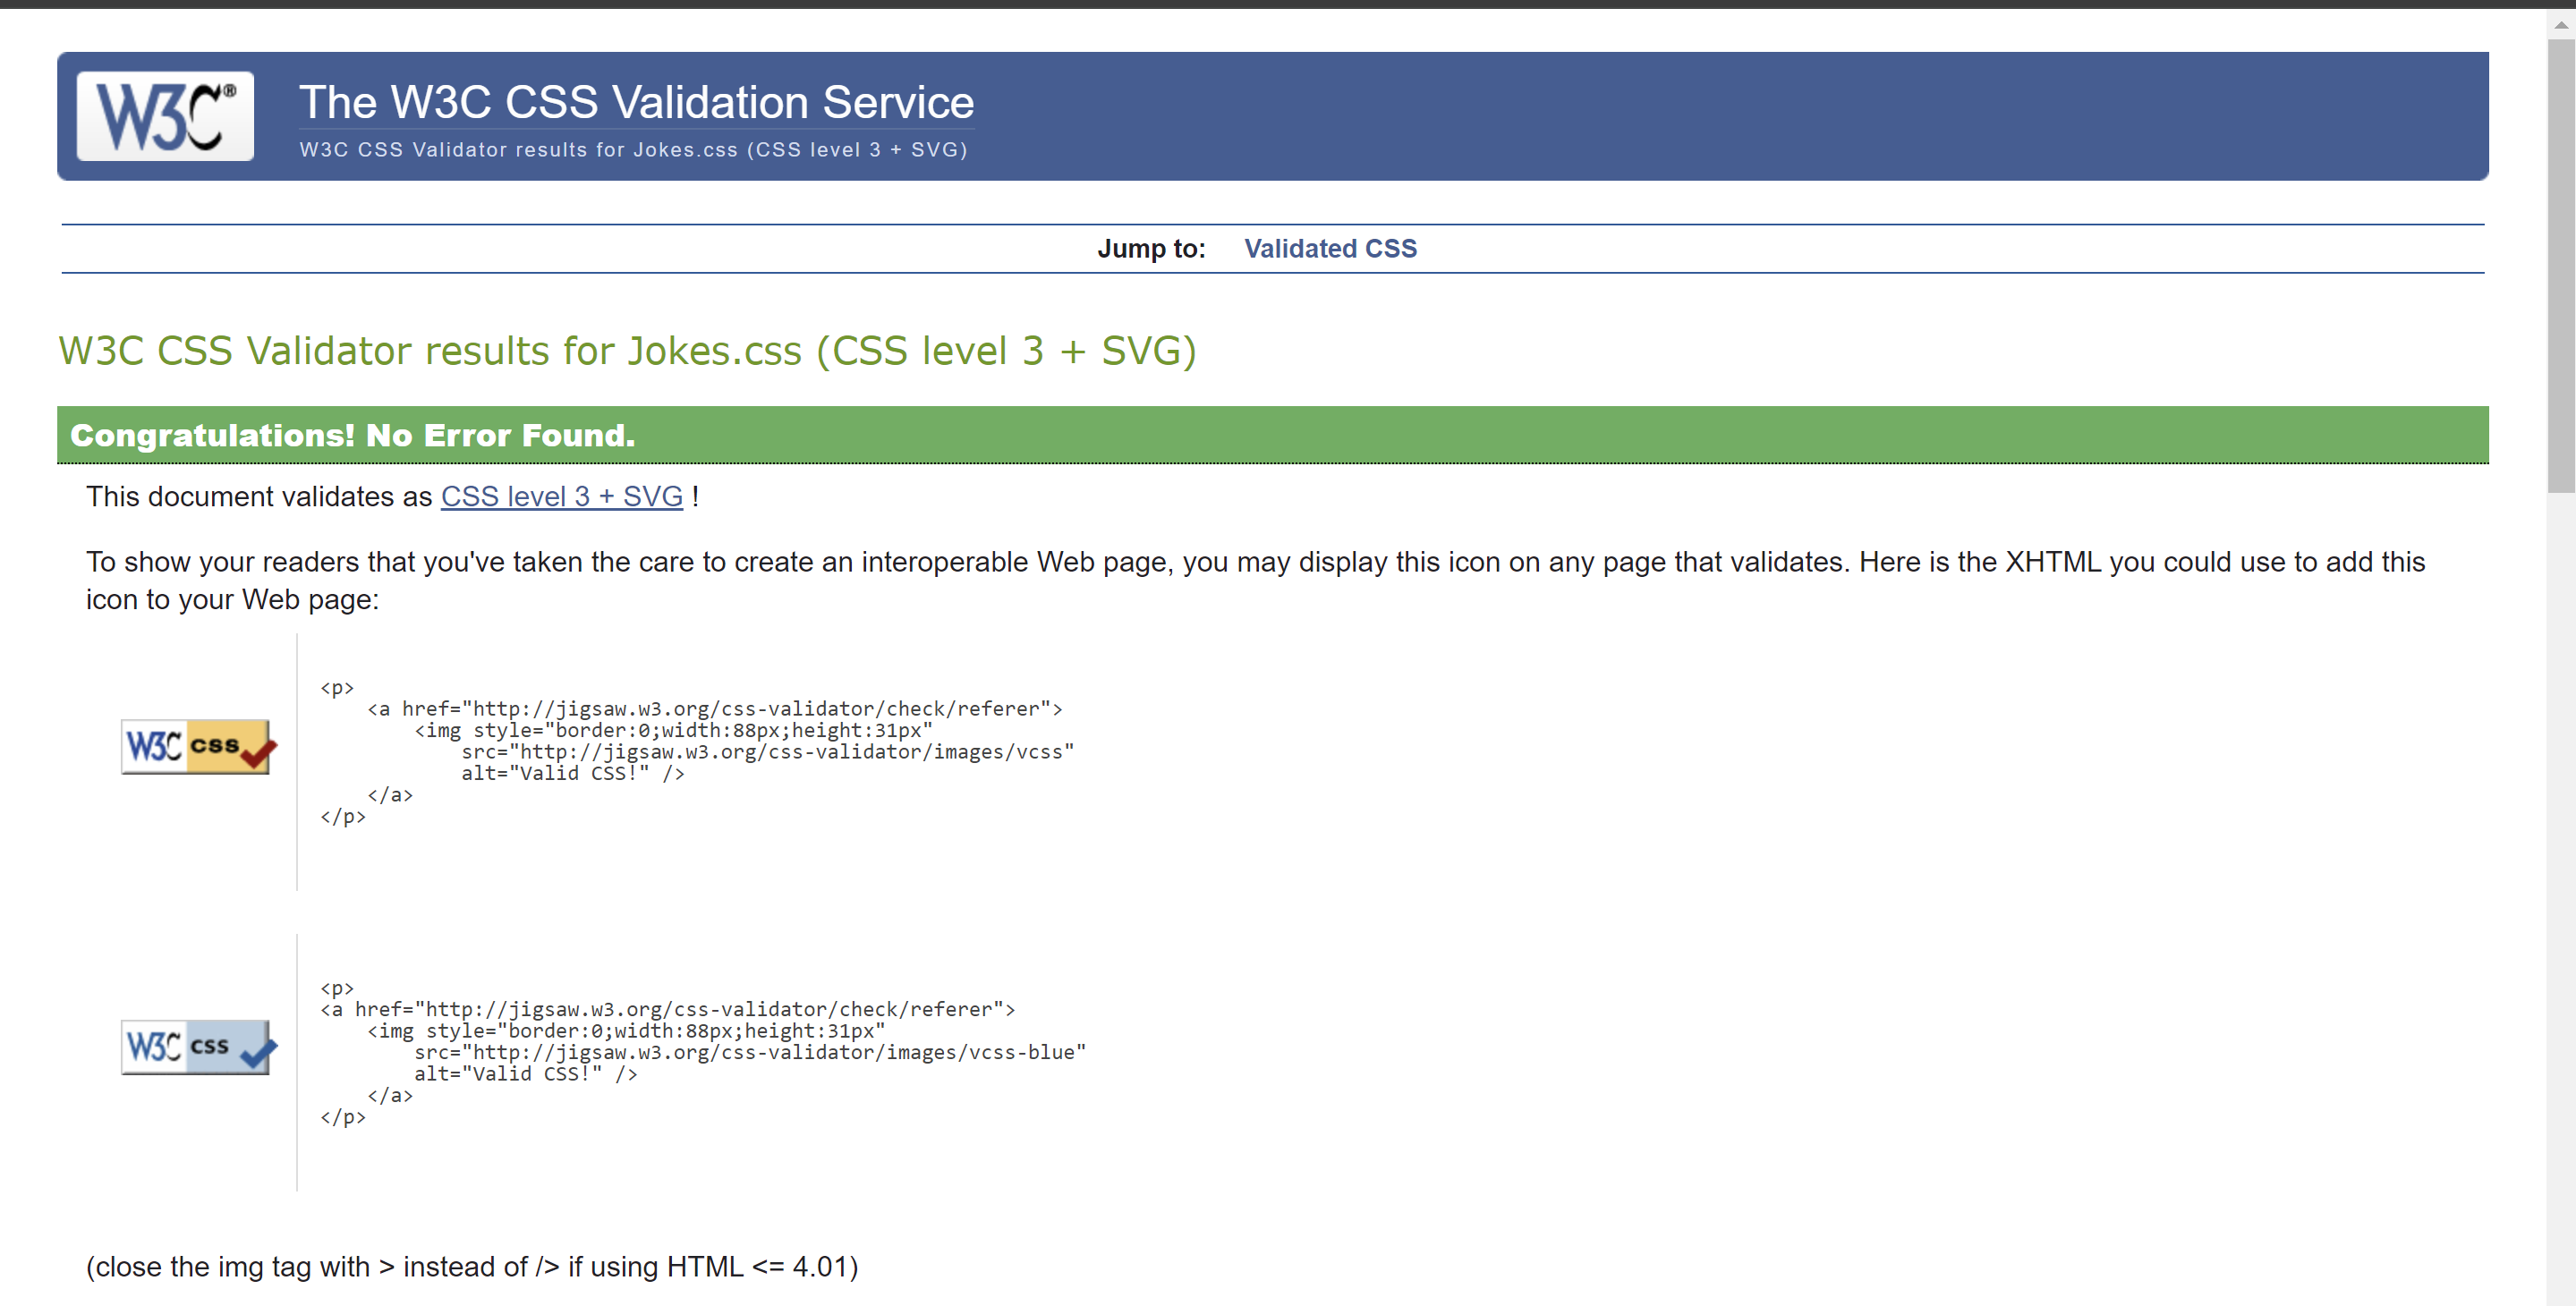 W3C®
The W3C CSS Validation Service
W3C CSS Validator results for Jokes.css (CSS level 3 + SVG)
Jump to: Validated CSS
W3C CSS Validator results for Jokes.css (CSS level 3 + SVG)
Congratulations! No Error Found.
This document validates as CSS level 3 + SVG !
To show your readers that you've taken the care to create an interoperable Web page, you may display this icon on any page that validates. Here is the XHTML you could use to add this
icon to your Web page:
W3C css
<p>
    <a href="http://jigsaw.w3.org/css-validator/check/referer">
        <img style="border:0;width:88px;height:31px"
            src="http://jigsaw.w3.org/css-validator/images/vcss"
            alt="Valid CSS!" />
    </a>
</p>
W3C css
<p>
<a href="http://jigsaw.w3.org/css-validator/check/referer">
    <img style="border:0;width:88px;height:31px"
        src="http://jigsaw.w3.org/css-validator/images/vcss-blue"
        alt="Valid CSS!" />
    </a>
</p>
(close the img tag with > instead of /> if using HTML <= 4.01)